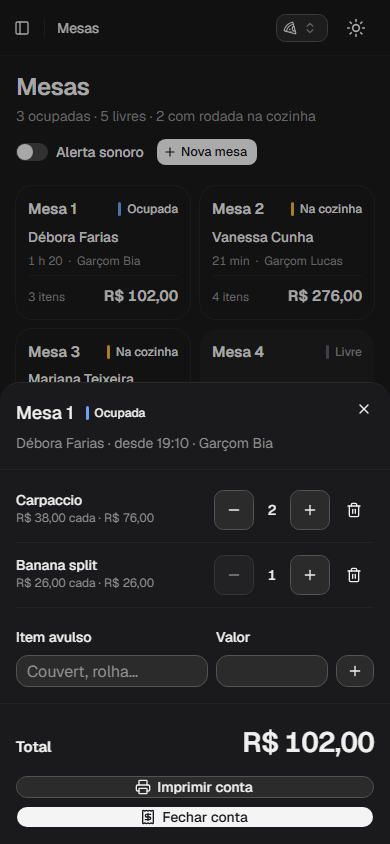 Mesas
Mesas
3 ocupadas · 5 livres · 2 com rodada na cozinha
Alerta sonoro
Nova mesa
Mesa 1
Ocupada
Débora Farias
1 h 20 · Garçom Bia
3 itens
R$ 102,00
Mesa 2
Na cozinha
Vanessa Cunha
21 min · Garçom Lucas
4 itens
R$ 276,00
Mesa 3
Na cozinha
Mariana Teixeira
Mesa 4
Livre
Mesa 1
Ocupada
Débora Farias · desde 19:10 · Garçom Bia
Carpaccio
R$ 38,00 cada · R$ 76,00
2
Banana split
R$ 26,00 cada · R$ 26,00
1
Item avulso
Valor
Couvert, rolha...
Total
R$ 102,00
Imprimir conta
Fechar conta